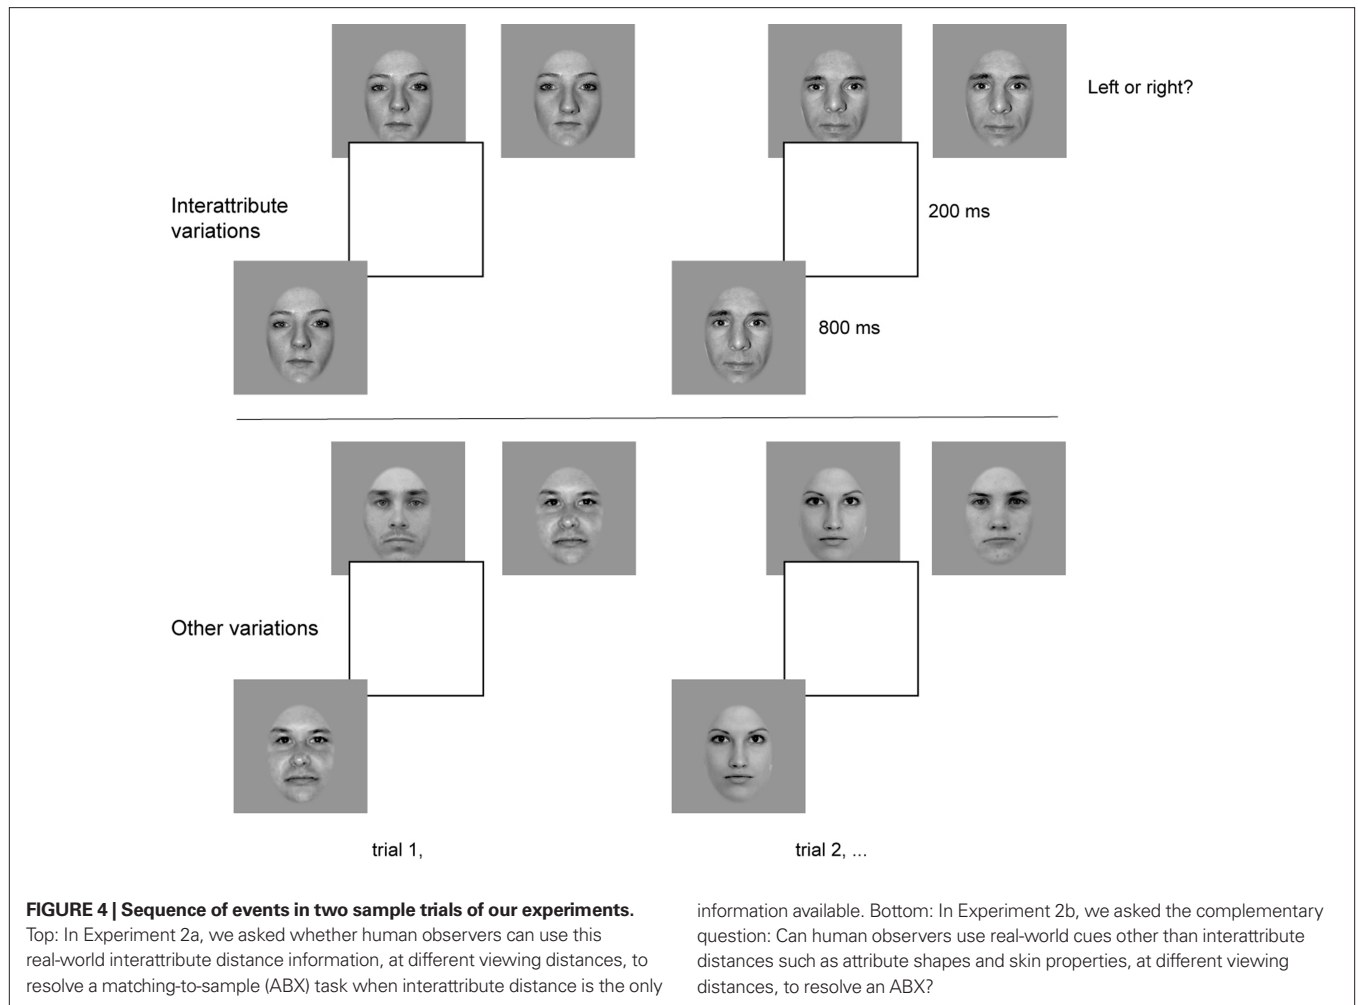 Left or right?
Interattribute
variations
200 ms
800 ms
Other variations
trial 1,
trial 2, ...
FIGURE 4 | Sequence of events in two sample trials of our experiments.
Top: In Experiment 2a, we asked whether human observers can use this
real-world interattribute distance information, at different viewing distances, to
resolve a matching-to-sample (ABX) task when interattribute distance is the only
information available. Bottom: In Experiment 2b, we asked the complementary
question: Can human observers use real-world cues other than interattribute
distances such as attribute shapes and skin properties, at different viewing
distances, to resolve an ABX?